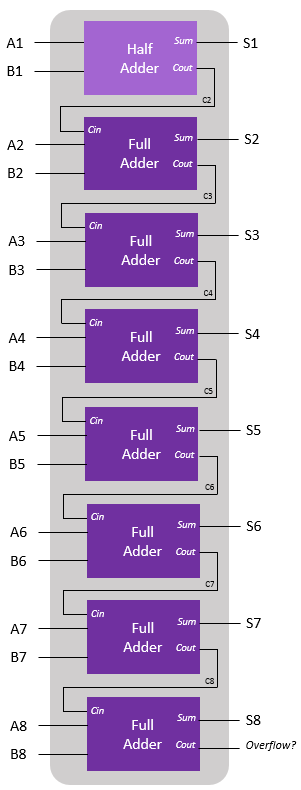 A1
Half
Adder
Sum
S1
B1
Cout
C2
Cin
A2
Full
Adder
Sum
S2
B2
Cout
C3
Cin
A3
Full
Adder
Sum
S3
B3
Cout
C4
Cin
A4
Full
Adder
Sum
S4
B4
Cout
C5
Cin
A5
Full
Adder
Sum
S5
B5
Cout
C6
Cin
A6
Full
Adder
Sum
S6
B6
Cout
C7
Cin
A7
Full
Adder
Sum
S7
B7
Cout
C8
Cin
A8
Full
Adder
Sum
S8
B8
Cout
Overflow?